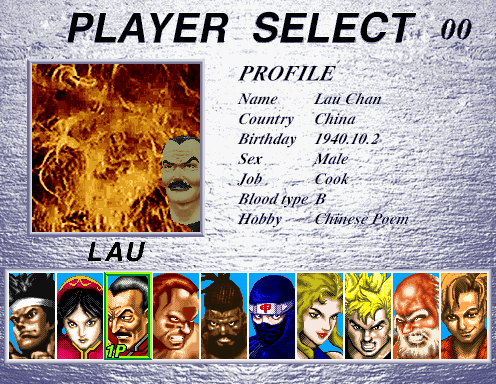 PLAYER SELECT 00
PROFILE
Name Lau Chan
Country China
Birthday 1940.10.2
Sex Male
Job Cook
Blood type B
Hobby Chinese Poem
LAU
1P